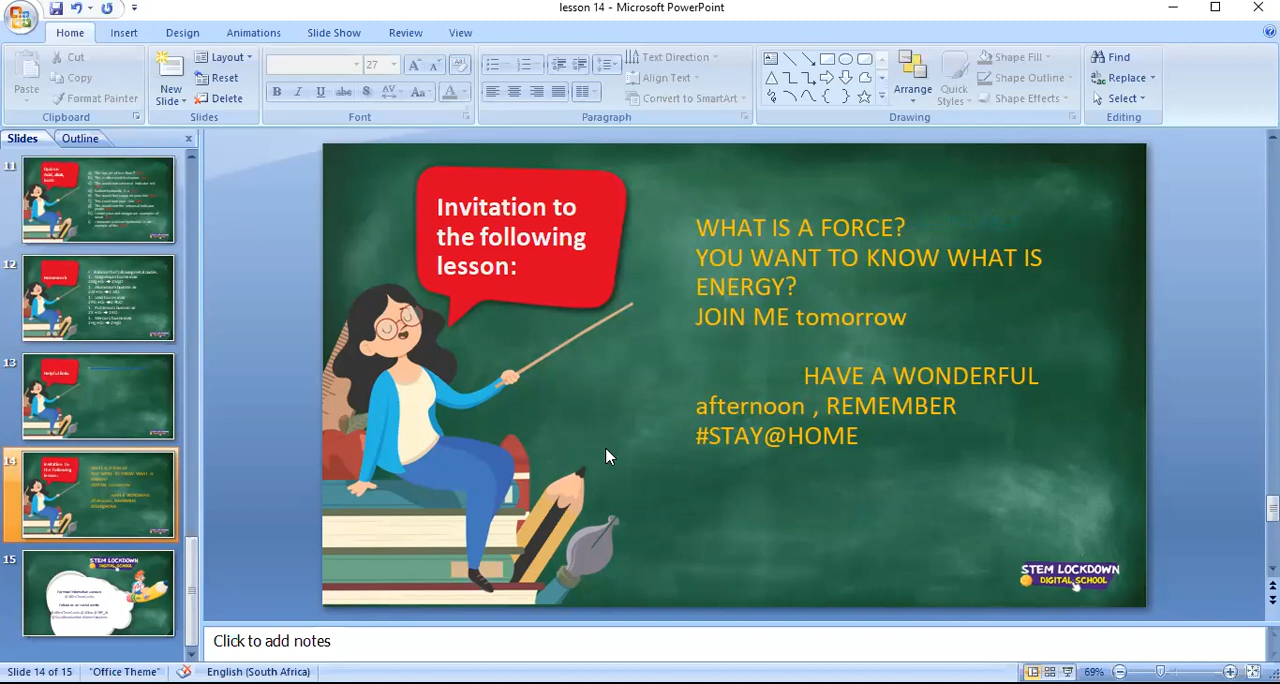 lesson 14 - Microsoft PowerPoint
Home Insert Design Animations Slide Show Review View
Paste
Cut
Copy
Format Painter
Clipboard
New Slide
Layout
Reset
Delete
Slides
27
Font
Text Direction
Align Text
Convert to SmartArt
Paragraph
Arrange
Quick Styles
Shape Fill
Shape Outline
Shape Effects
Drawing
Find
Replace
Select
Editing
Slides Outline
11
12
13
14
15
Invitation to
the following
lesson:
WHAT IS A FORCE?
YOU WANT TO KNOW WHAT IS
ENERGY?
JOIN ME tomorrow
HAVE A WONDERFUL
afternoon , REMEMBER
#STAY@HOME
STEM LOCKDOWN
DIGITAL SCHOOL
Click to add notes
Slide 14 of 15 "Office Theme" English (South Africa) 69%